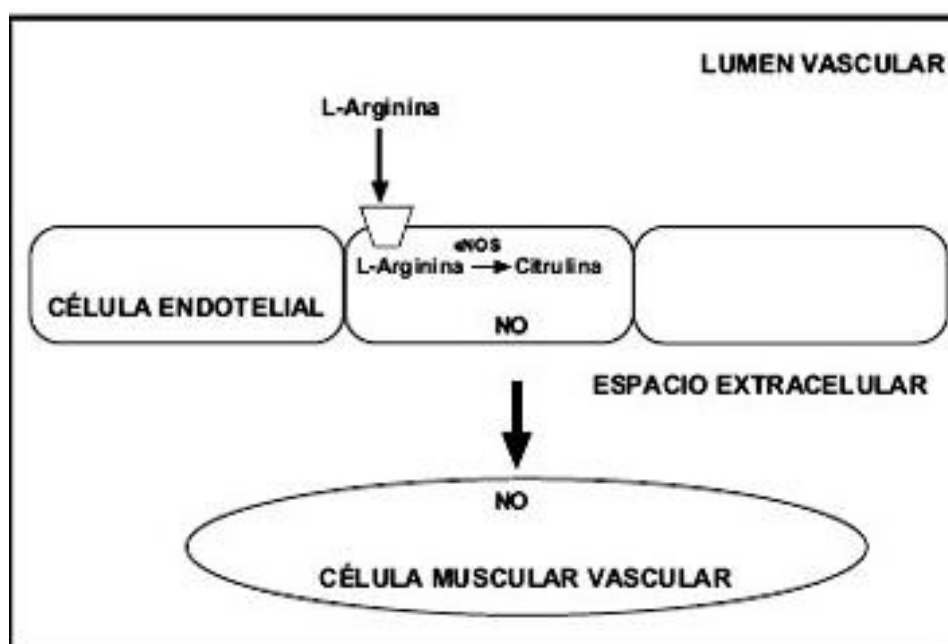 LUMEN VASCULAR
L-Arginina
eNOS
L-Arginina Citrulina
CÉLULA ENDOTELIAL
NO
ESPACIO EXTRACELULAR
NO
CÉLULA MUSCULAR VASCULAR